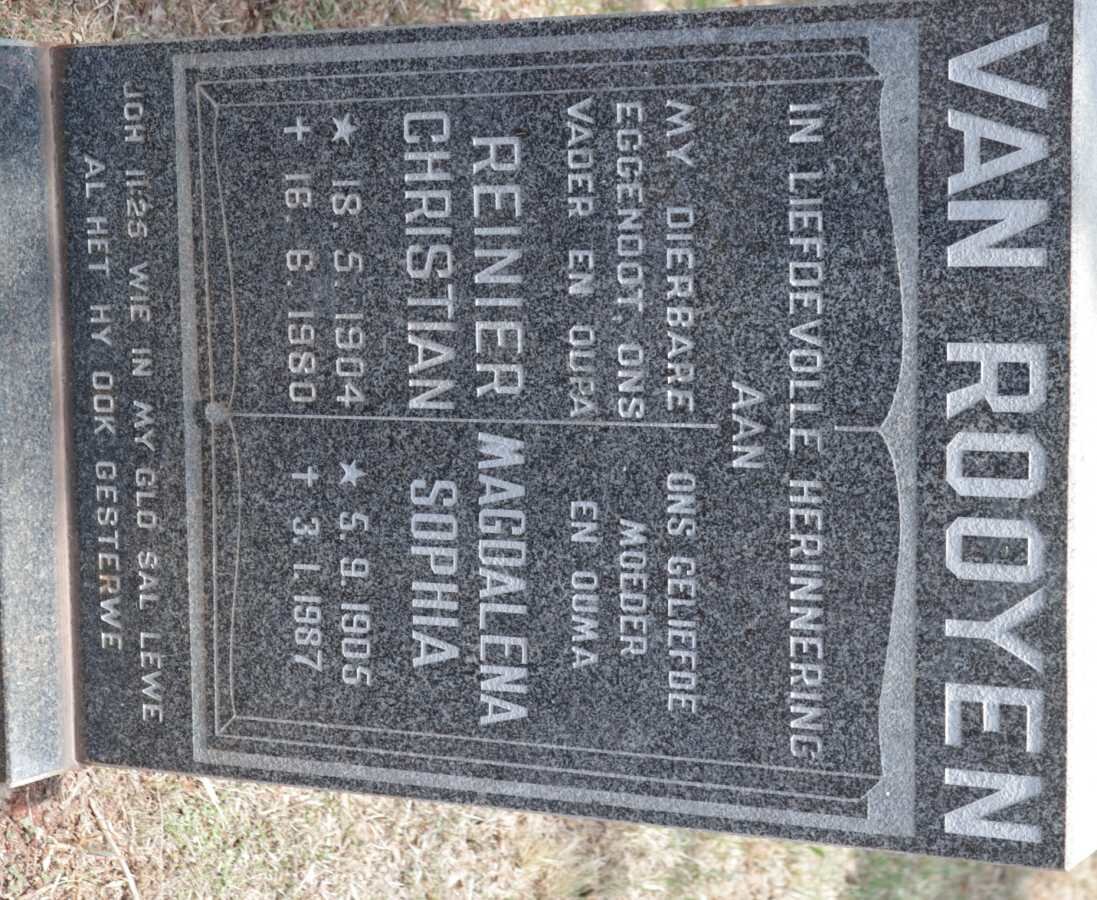 VAN ROOYEN
IN LIEFDEVOLLE HERINNERING
AAN
MY DIERBARE
EGGENOOT, ONS
VADER EN OUPA
REINIER
CHRISTIAN
★ 18. 5. 1904
✝ 16. 6. 1980
ONS GELIEFDE
MOEDER
EN OUMA
MAGDALENA
SOPHIA
★ 5. 9. 1905
✝ 3. 1. 1987
JOH 11:25 WIE IN MY GLO SAL LEWE
AL HET HY OOK GESTERWE